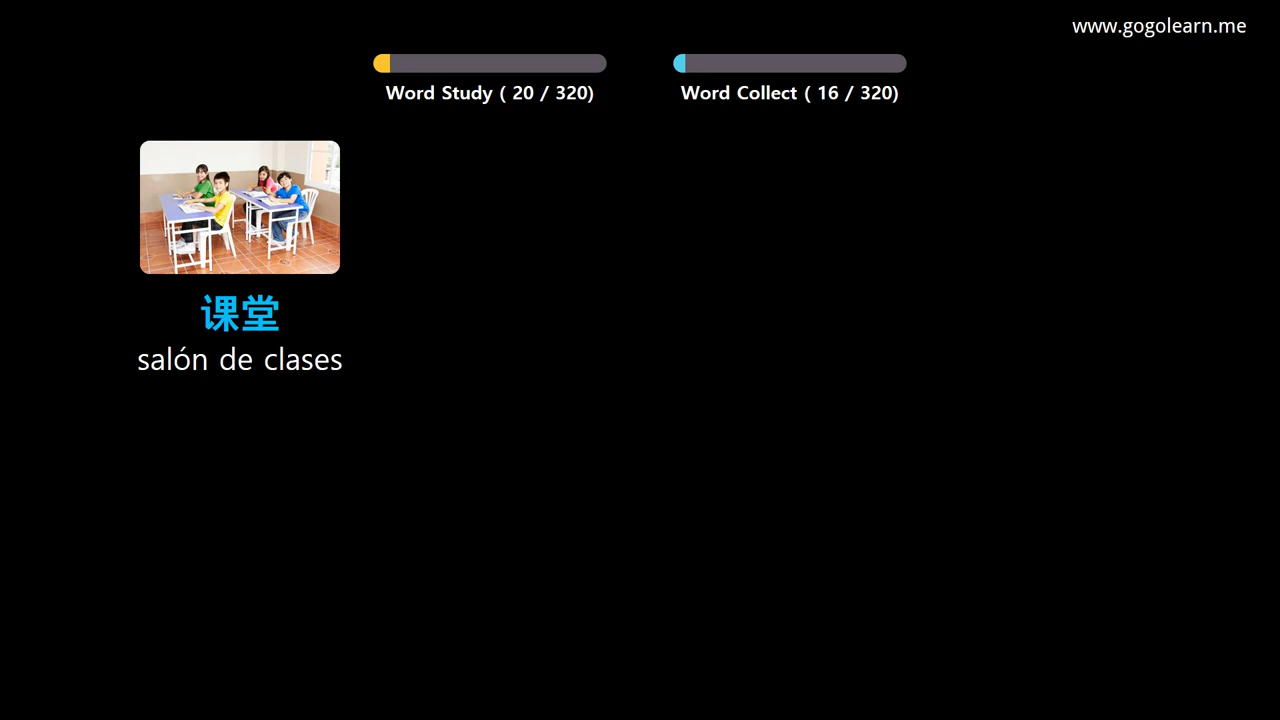 www.gogolearn.me
Word Study ( 20 / 320)
Word Collect ( 16 / 320)
课堂
salón de clases